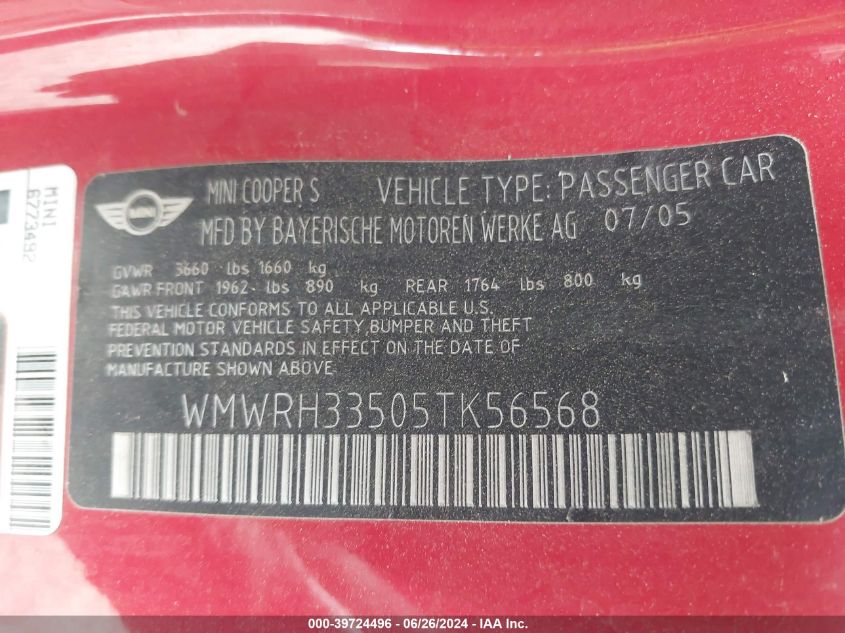 MINI
6773492
MINI
MINI COOPER S VEHICLE TYPE: PASSENGER CAR
MFD BY BAYERISCHE MOTOREN WERKE AG 07/05
GVWR 3660 lbs 1660 kg
GAWR FRONT 1962 lbs 890 kg REAR 1764 lbs 800 kg
THIS VEHICLE CONFORMS TO ALL APPLICABLE U.S.
FEDERAL MOTOR VEHICLE SAFETY,BUMPER AND THEFT
PREVENTION STANDARDS IN EFFECT ON THE DATE OF
MANUFACTURE SHOWN ABOVE.
WMWRH33505TK56568
000-39724496 - 06/26/2024 - IAA Inc.